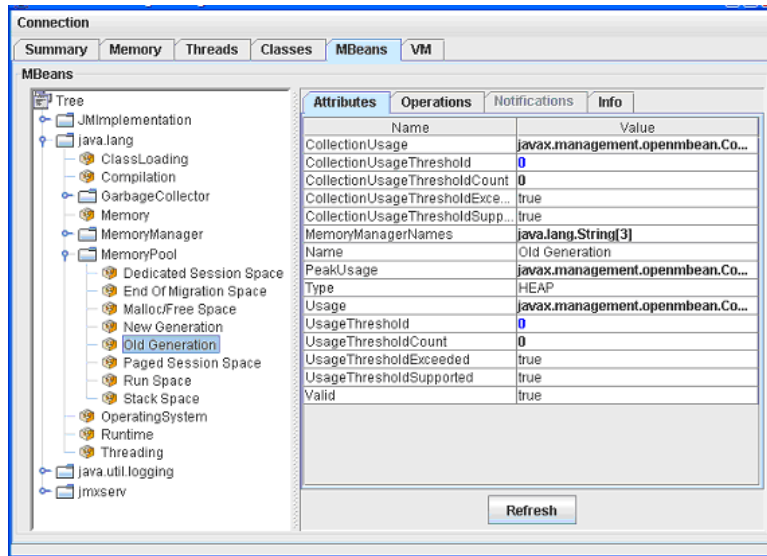 Connection
Summary Memory Threads Classes MBeans VM
MBeans
Tree
JMImplementation
java.lang
ClassLoading
Compilation
GarbageCollector
Memory
MemoryManager
MemoryPool
Dedicated Session Space
End Of Migration Space
Malloc/Free Space
New Generation
Old Generation
Paged Session Space
Run Space
Stack Space
OperatingSystem
Runtime
Threading
java.util.logging
jmxserv
Attributes Operations Notifications Info
Name Value
CollectionUsage javax.management.openmbean.Co...
CollectionUsageThreshold 0
CollectionUsageThresholdCount 0
CollectionUsageThresholdExce... true
CollectionUsageThresholdSupp... true
MemoryManagerNames java.lang.String[3]
Name Old Generation
PeakUsage javax.management.openmbean.Co...
Type HEAP
Usage javax.management.openmbean.Co...
UsageThreshold 0
UsageThresholdCount 0
UsageThresholdExceeded true
UsageThresholdSupported true
Valid true
Refresh